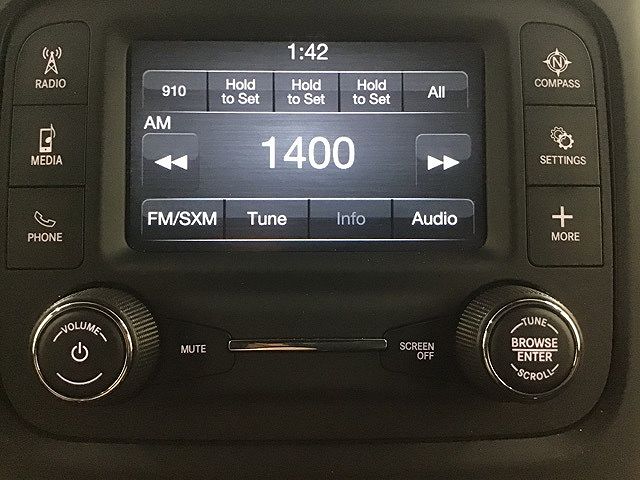 1:42
910
Hold
to Set
Hold
to Set
Hold
to Set
All
AM
1400
FM/SXM
Tune
Info
Audio
RADIO
MEDIA
PHONE
N
COMPASS
SETTINGS
MORE
VOLUME
MUTE
SCREEN
OFF
TUNE
BROWSE
ENTER
SCROLL